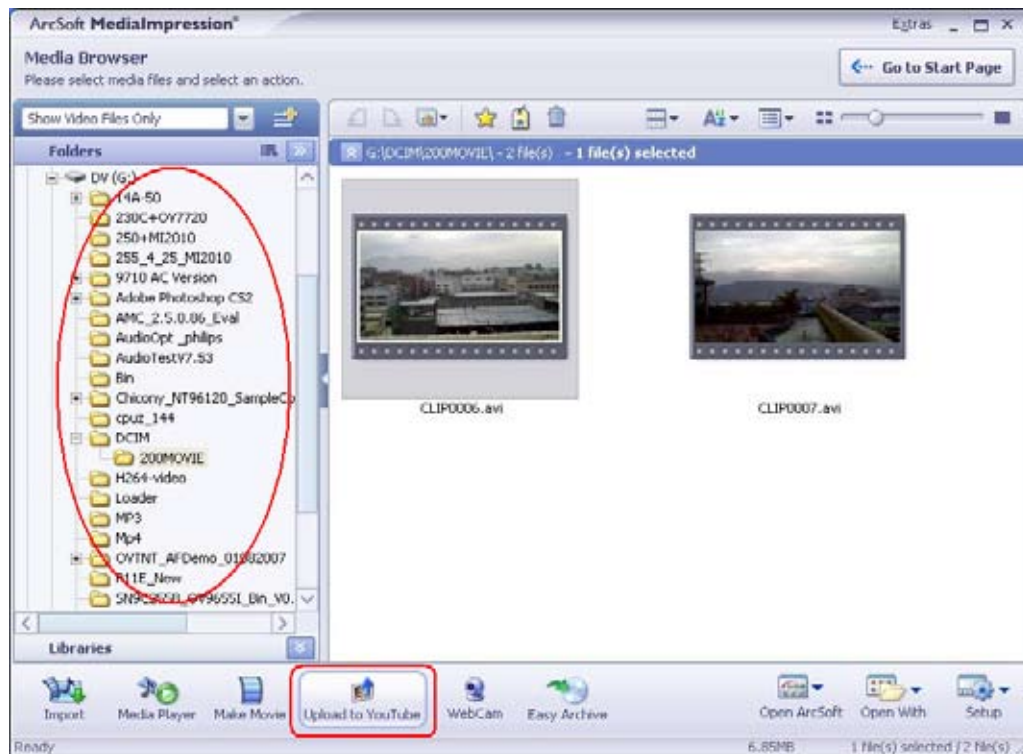 ArcSoft MediaImpression®
Extras
Media Browser
Please select media files and select an action.
Go to Start Page
Show Video Files Only
Folders
G:\DCIM\200MOVIE\ - 2 file(s) - 1 file(s) selected
DV (G:)
14A-50
230C+OV7720
250+MI2010
255_4_25_MI2010
9710 AC Version
Adobe Photoshop CS2
AMC_2.5.0.86_Eval
AudioOpt _philips
AudioTestV7.53
Bin
Chicony_NT96120_SampleCo
cpuz_144
DCIM
200MOVIE
H264-video
Loader
MP3
Mp4
OVTNT_AFDemo_01082007
R11E_New
CLIP0006.avi
CLIP0007.avi
Libraries
Import
Media Player
Make Movie
Upload to YouTube
WebCam
Easy Archive
Open ArcSoft
Open With
Setup
Ready
6.85MB
1 file(s) selected / 2 file(s)